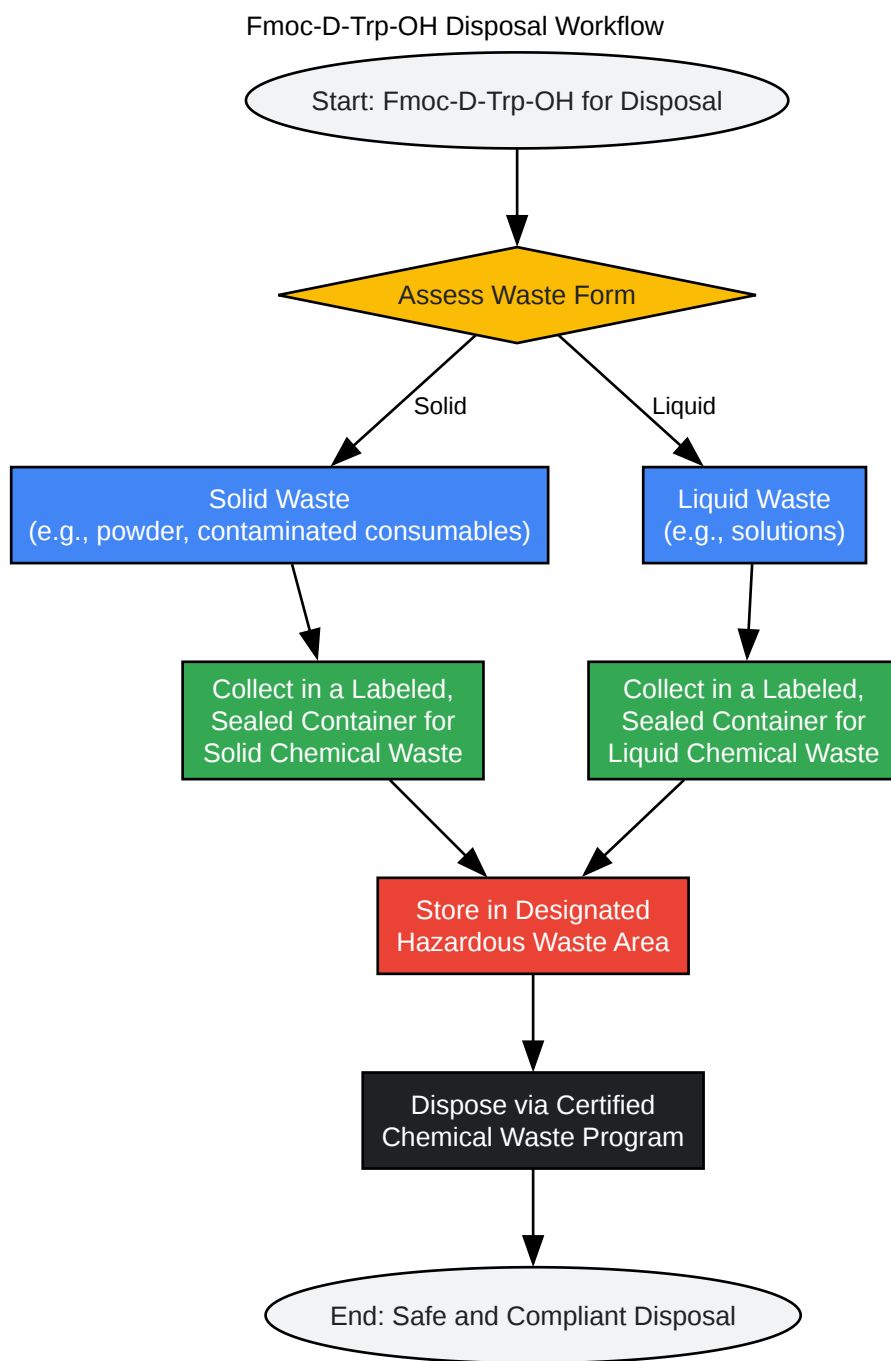 Fmoc-D-Trp-OH Disposal Workflow
Start: Fmoc-D-Trp-OH for Disposal
Assess Waste Form
Solid
Liquid
Solid Waste
(e.g., powder, contaminated consumables)
Liquid Waste
(e.g., solutions)
Collect in a Labeled,
Sealed Container for
Solid Chemical Waste
Collect in a Labeled,
Sealed Container for
Liquid Chemical Waste
Store in Designated
Hazardous Waste Area
Dispose via Certified
Chemical Waste Program
End: Safe and Compliant Disposal